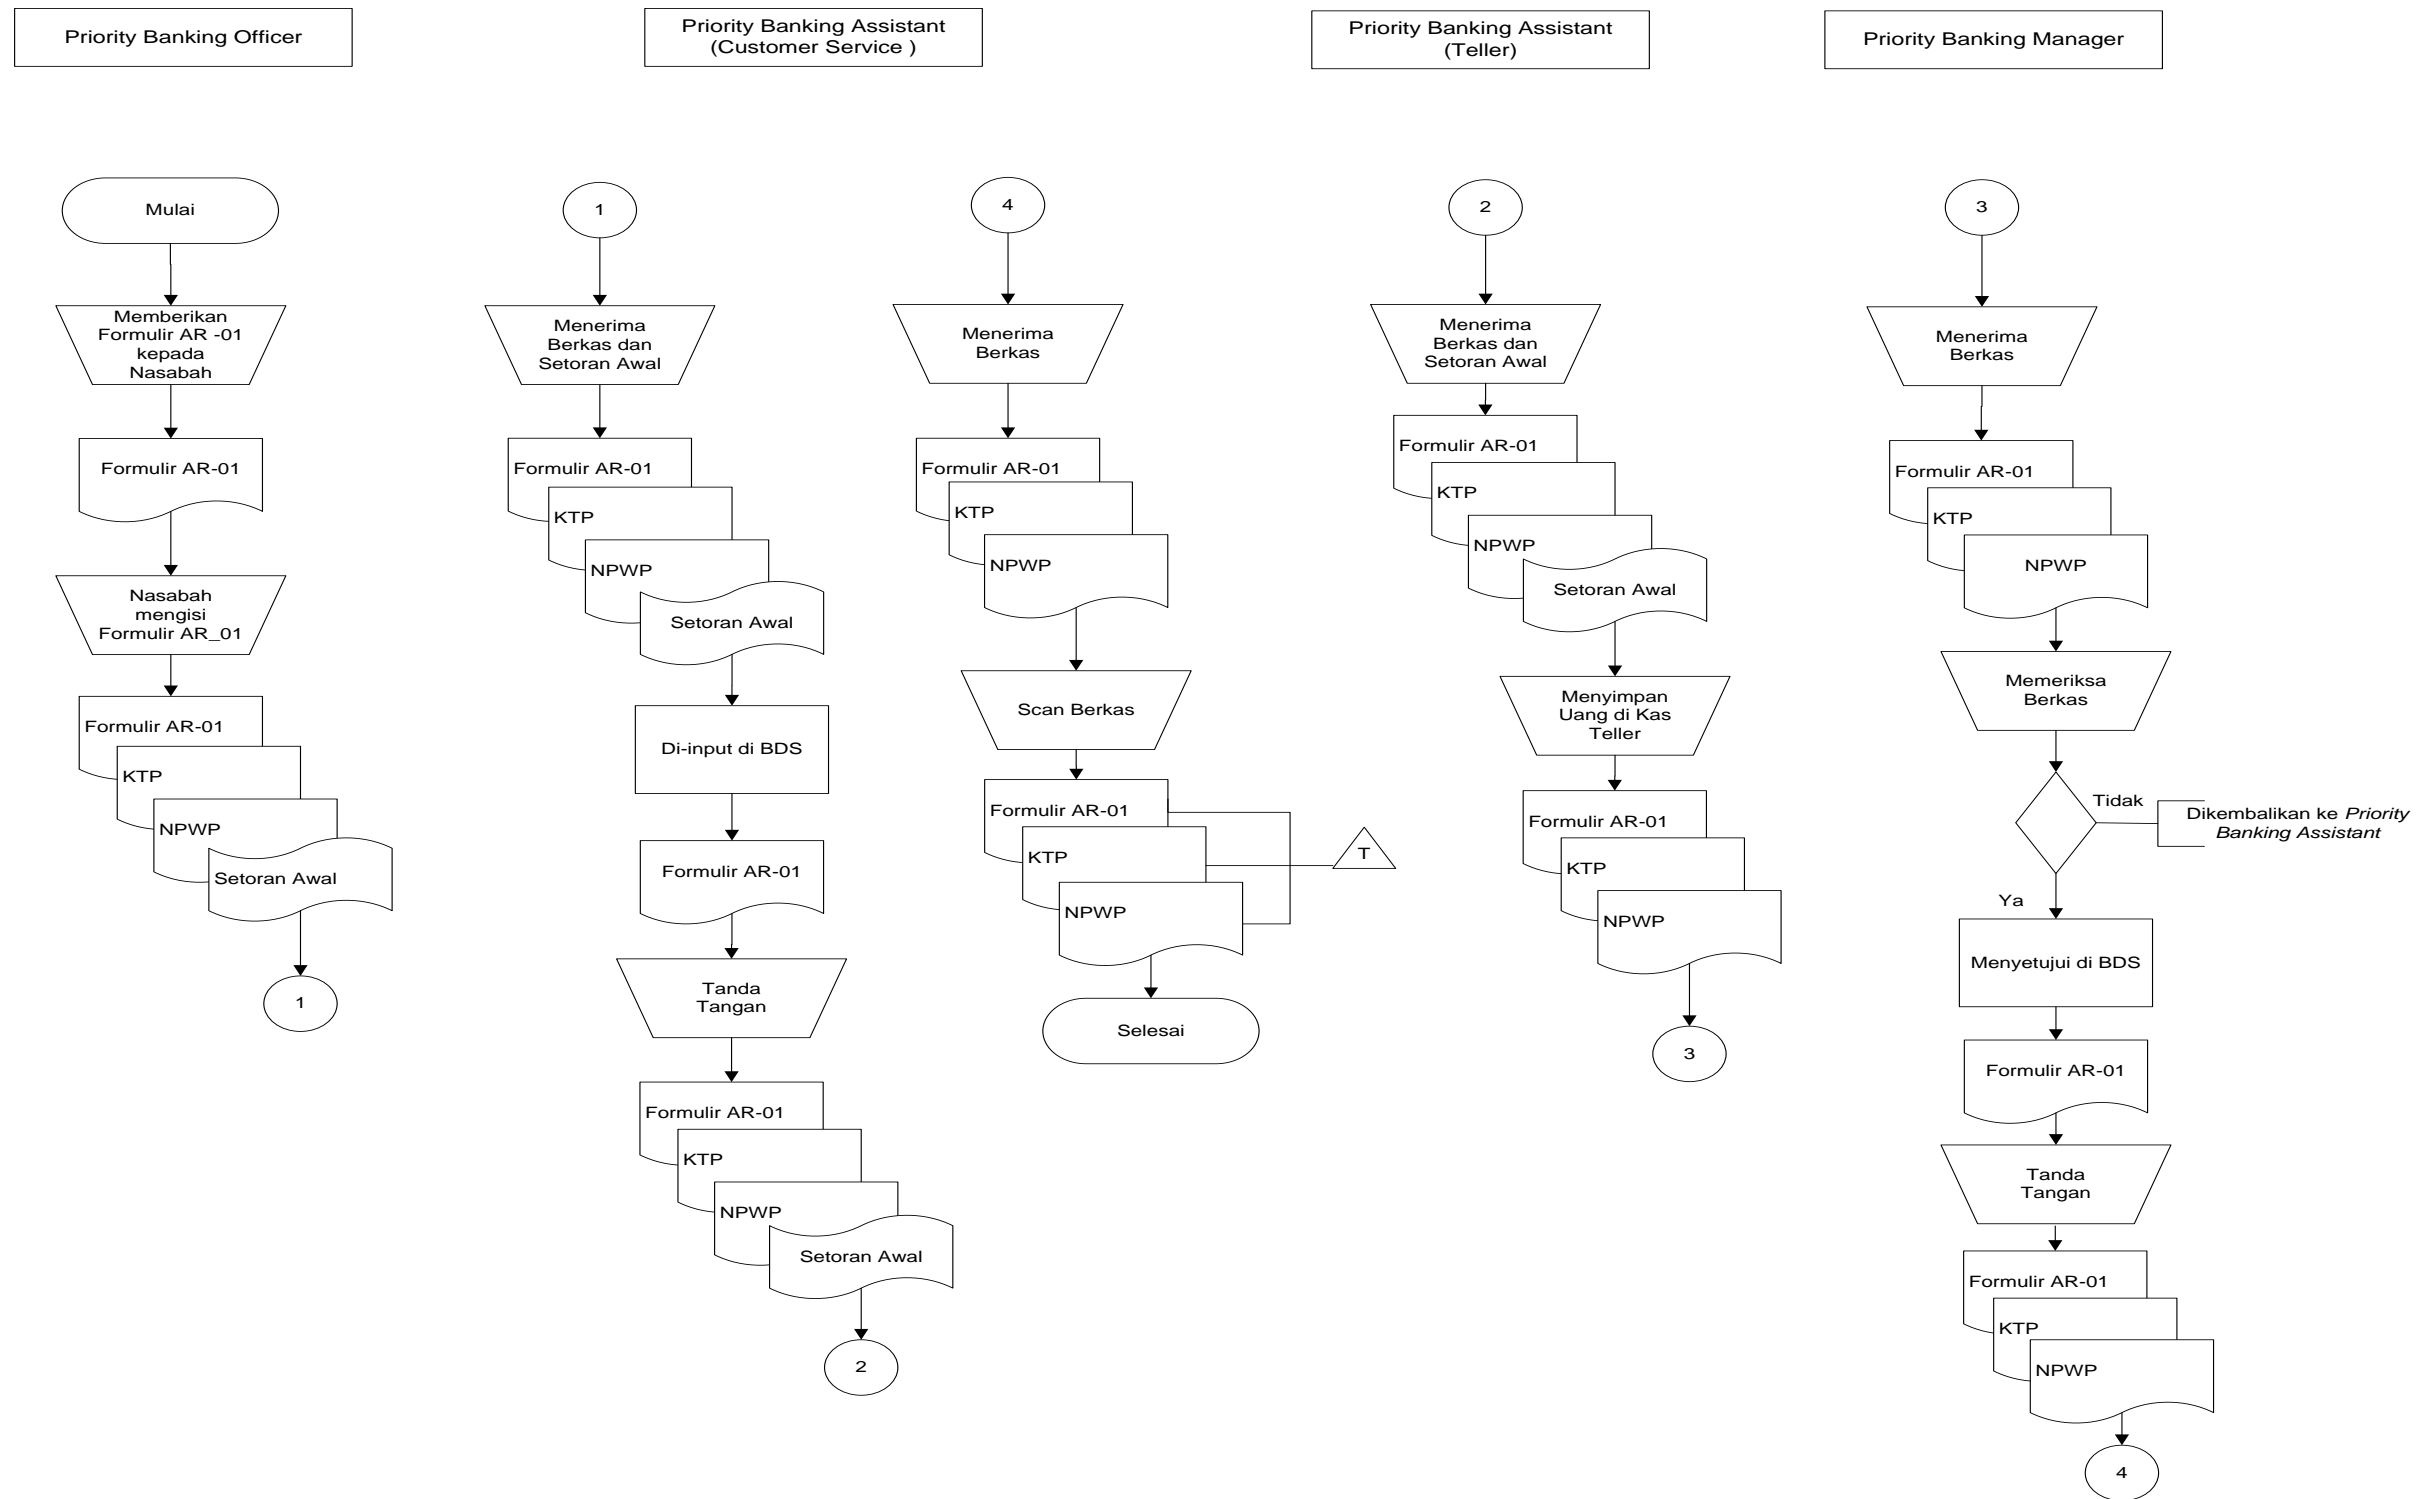 Priority Banking Officer
Priority Banking Assistant
(Customer Service )
Priority Banking Assistant
(Teller)
Priority Banking Manager
Mulai
Memberikan
Formulir AR -01
kepada
Nasabah
Formulir AR-01
Nasabah
mengisi
Formulir AR_01
Formulir AR-01
KTP
NPWP
Setoran Awal
1
1
Menerima
Berkas dan
Setoran Awal
Formulir AR-01
KTP
NPWP
Setoran Awal
Di-input di BDS
Formulir AR-01
Tanda
Tangan
Formulir AR-01
KTP
NPWP
Setoran Awal
2
4
Menerima
Berkas
Formulir AR-01
KTP
NPWP
Scan Berkas
Formulir AR-01
KTP
NPWP
T
Selesai
2
Menerima
Berkas dan
Setoran Awal
Formulir AR-01
KTP
NPWP
Setoran Awal
Menyimpan
Uang di Kas
Teller
Formulir AR-01
KTP
NPWP
3
3
Menerima
Berkas
Formulir AR-01
KTP
NPWP
Memeriksa
Berkas
Tidak
Dikembalikan ke Priority
Banking Assistant
Ya
Menyetujui di BDS
Formulir AR-01
Tanda
Tangan
Formulir AR-01
KTP
NPWP
4